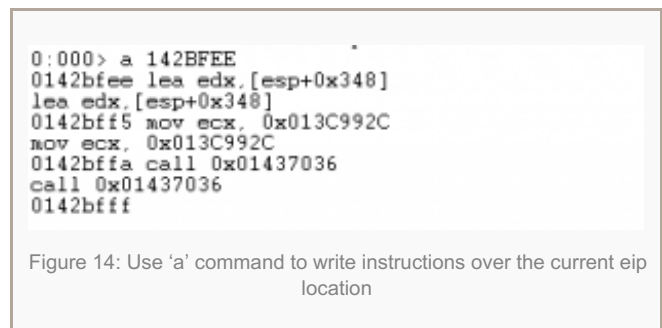 0:000> a 142BFEE
0142bfee lea edx,[esp+0x348]
lea edx,[esp+0x348]
0142bff5 mov ecx, 0x013C992C
mov ecx, 0x013C992C
0142bffa call 0x01437036
call 0x01437036
0142bfff
Figure 14: Use ‘a’ command to write instructions over the current eip
location